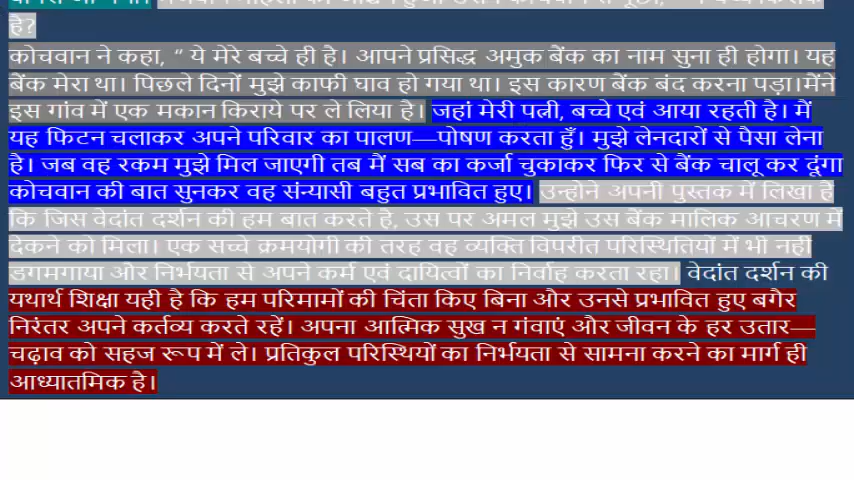 है?
कोचवान ने कहा, “ ये मेरे बच्चे ही है। आपने प्रसिद्ध अमुक बैंक का नाम सुना ही होगा। यह
बैंक मेरा था। पिछले दिनों मुझे काफी घाव हो गया था। इस कारण बैंक बंद करना पड़ा।मैंने
इस गांव में एक मकान किराये पर ले लिया है। जहां मेरी पत्नी, बच्चे एवं आया रहती है। मैं
यह फिटन चलाकर अपने परिवार का पालण—पोषण करता हुँ। मुझे लेनदारों से पैसा लेना
है। जब वह रकम मुझे मिल जाएगी तब मैं सब का कर्जा चुकाकर फिर से बैंक चालू कर दूंगा
कोचवान की बात सुनकर वह संन्यासी बहुत प्रभावित हुए। उन्होने अपनी पुस्तक में लिखा है
कि जिस वेदांत दर्शन की हम बात करते है, उस पर अमल मुझे उस बैंक मालिक आचरण में
देकने को मिला। एक सच्चे क्रमयोगी की तरह वह व्यक्ति विपरीत परिस्थितियों में भी नहीं
डगमगाया और निर्भयता से अपने कर्म एवं दायित्वों का निर्वाह करता रहा। वेदांत दर्शन की
यथार्थ शिक्षा यही है कि हम परिमामों की चिंता किए बिना और उनसे प्रभावित हुए बगैर
निरंतर अपने कर्तव्य करते रहें। अपना आत्मिक सुख न गंवाएं और जीवन के हर उतार—
चढ़ाव को सहज रूप में ले। प्रतिकुल परिस्थियों का निर्भयता से सामना करने का मार्ग ही
आध्यातमिक है।